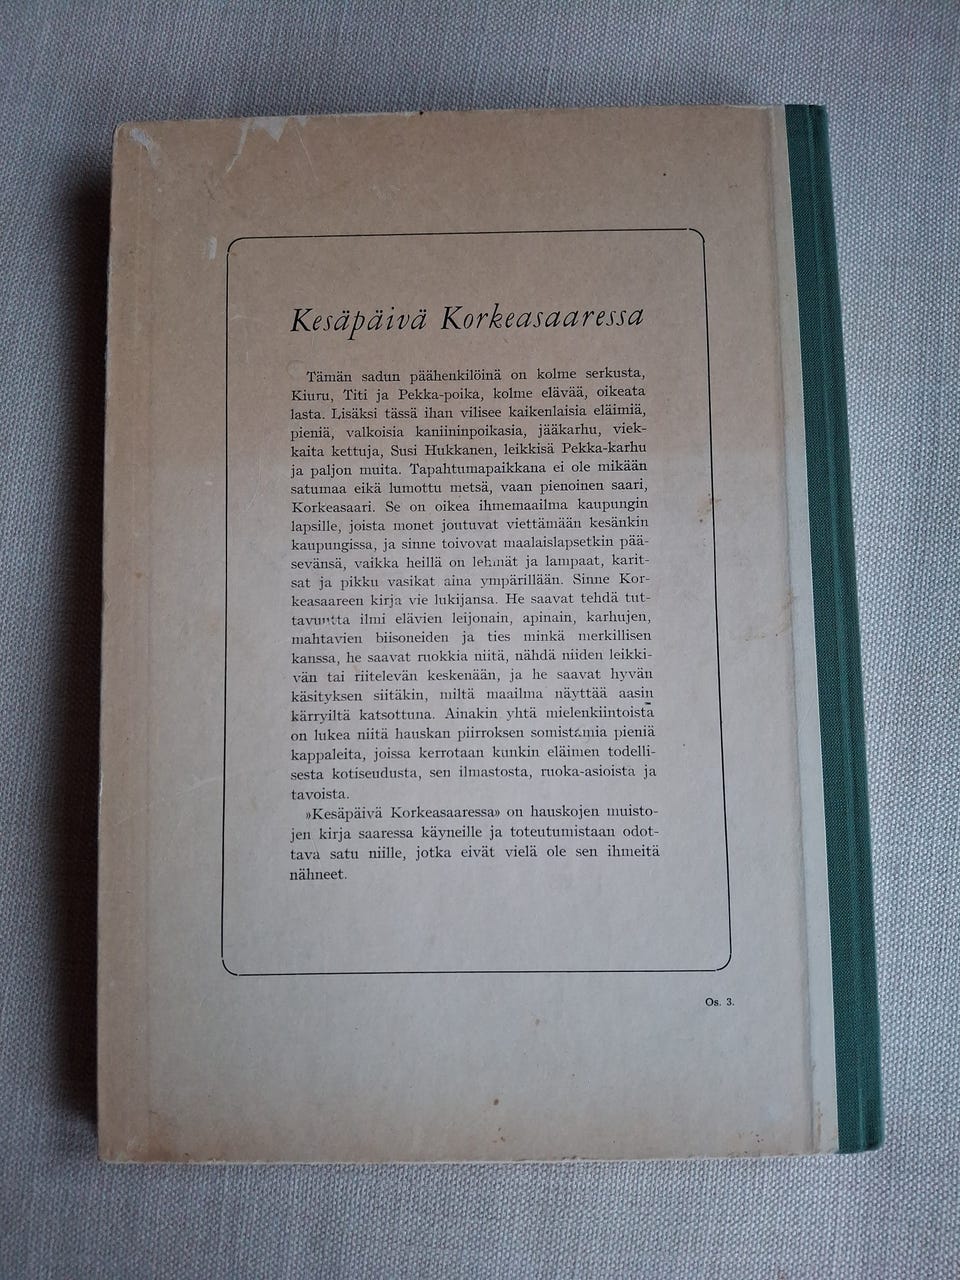 Kesäpäivä Korkeasaaressa
Tämän sadun päähenkilöinä on kolme serkusta,
Kiuru, Titi ja Pekka-poika, kolme elävää, oikeata
lasta. Lisäksi tässä ihan vilisee kaikenlaisia eläimiä,
pieniä, valkoisia kaniininpoikasia, jääkarhu, viek-
kaita kettuja, Susi Hukkanen, leikkisä Pekka-karhu
ja paljon muita. Tapahtumapaikkana ei ole mikään
satumaa eikä lumottu metsä, vaan pienoinen saari,
Korkeasaari. Se on oikea ihmemaailma kaupungin
lapsille, joista monet joutuvat viettämään kesänkin
kaupungissa, ja sinne toivovat maalaislapsetkin pää-
sevänsä, vaikka heillä on lehmät ja lampaat, karit-
sat ja pikku vasikat aina ympärillään. Sinne Kor-
keasaareen kirja vie lukijansa. He saavat tehdä tut-
tavuutta ilmi elävien leijonain, apinain, karhujen,
mahtavien biisoneiden ja ties minkä merkillisen
kanssa, he saavat ruokkia niitä, nähdä niiden leikki-
vän tai riitelevän keskenään, ja he saavat hyvän
käsityksen siitäkin, miltä maailma näyttää aasin
kärryiltä katsottuna. Ainakin yhtä mielenkiintoista
on lukea niitä hauskan piirroksen somistamia pieniä
kappaleita, joissa kerrotaan kunkin eläimen todelli-
sesta kotiseudusta, sen ilmastosta, ruoka-asioista ja
tavoista.
»Kesäpäivä Korkeasaaressa» on hauskojen muisto-
jen kirja saaressa käyneille ja toteutumistaan odot-
tava satu niille, jotka eivät vielä ole sen ihmeitä
nähneet.
Os. 3.